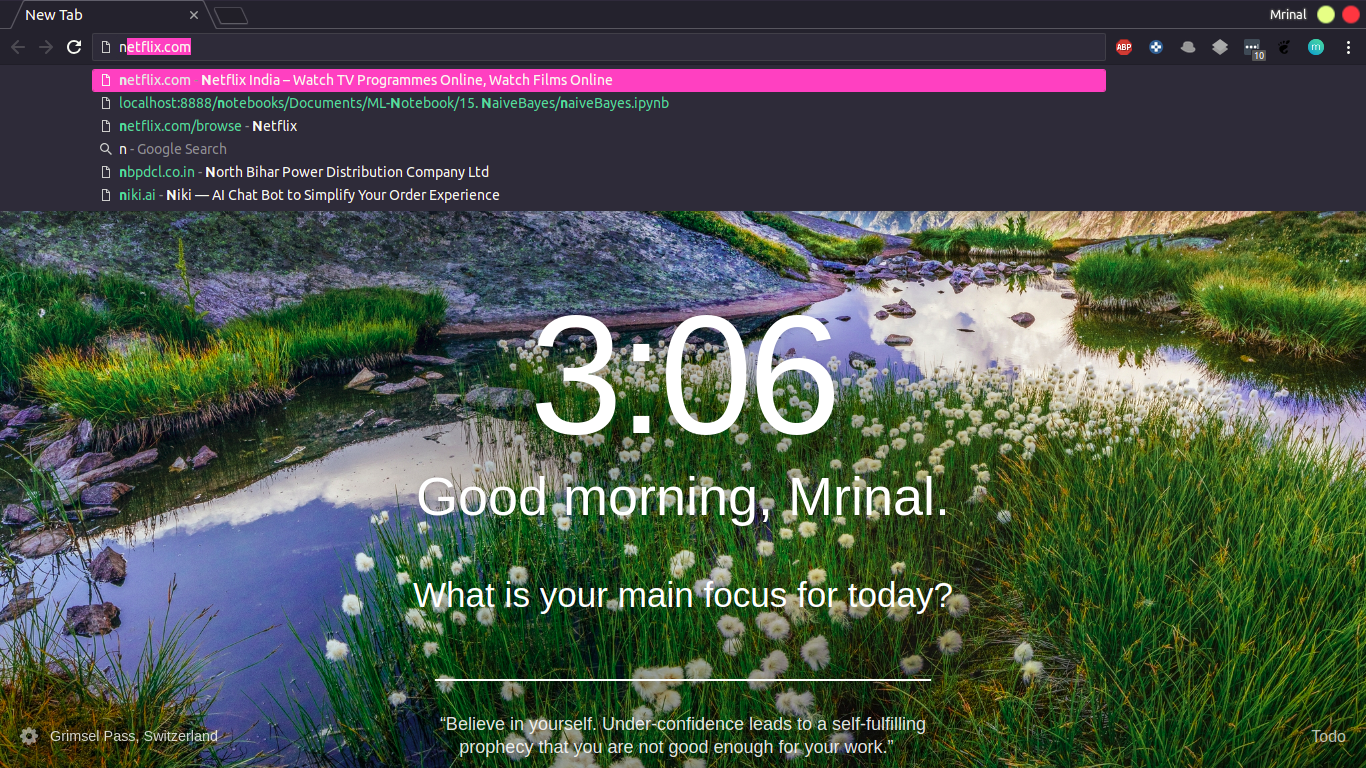 New Tab
Mrinal
netflix.com
ABP
10
m
netflix.com Netflix India – Watch TV Programmes Online, Watch Films Online
localhost:8888/notebooks/Documents/ML-Notebook/15. NaiveBayes/naiveBayes.ipynb
netflix.com/browse - Netflix
n - Google Search
nbpdcl.co.in - North Bihar Power Distribution Company Ltd
niki.ai - Niki — AI Chat Bot to Simplify Your Order Experience
3:06
Good morning, Mrinal.
What is your main focus for today?
“Believe in yourself. Under-confidence leads to a self-fulfilling
prophecy that you are not good enough for your work.”
Grimsel Pass, Switzerland
Todo